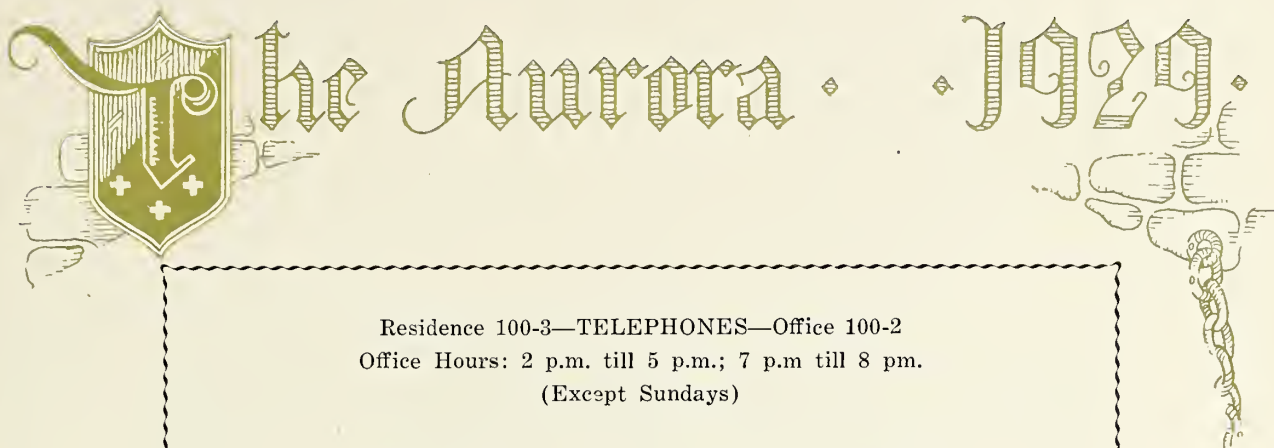 The Aurora · · 1929 ·
Residence 100-3—TELEPHONES—Office 100-2
Office Hours: 2 p.m. till 5 p.m.; 7 p.m till 8 pm.
(Except Sundays)